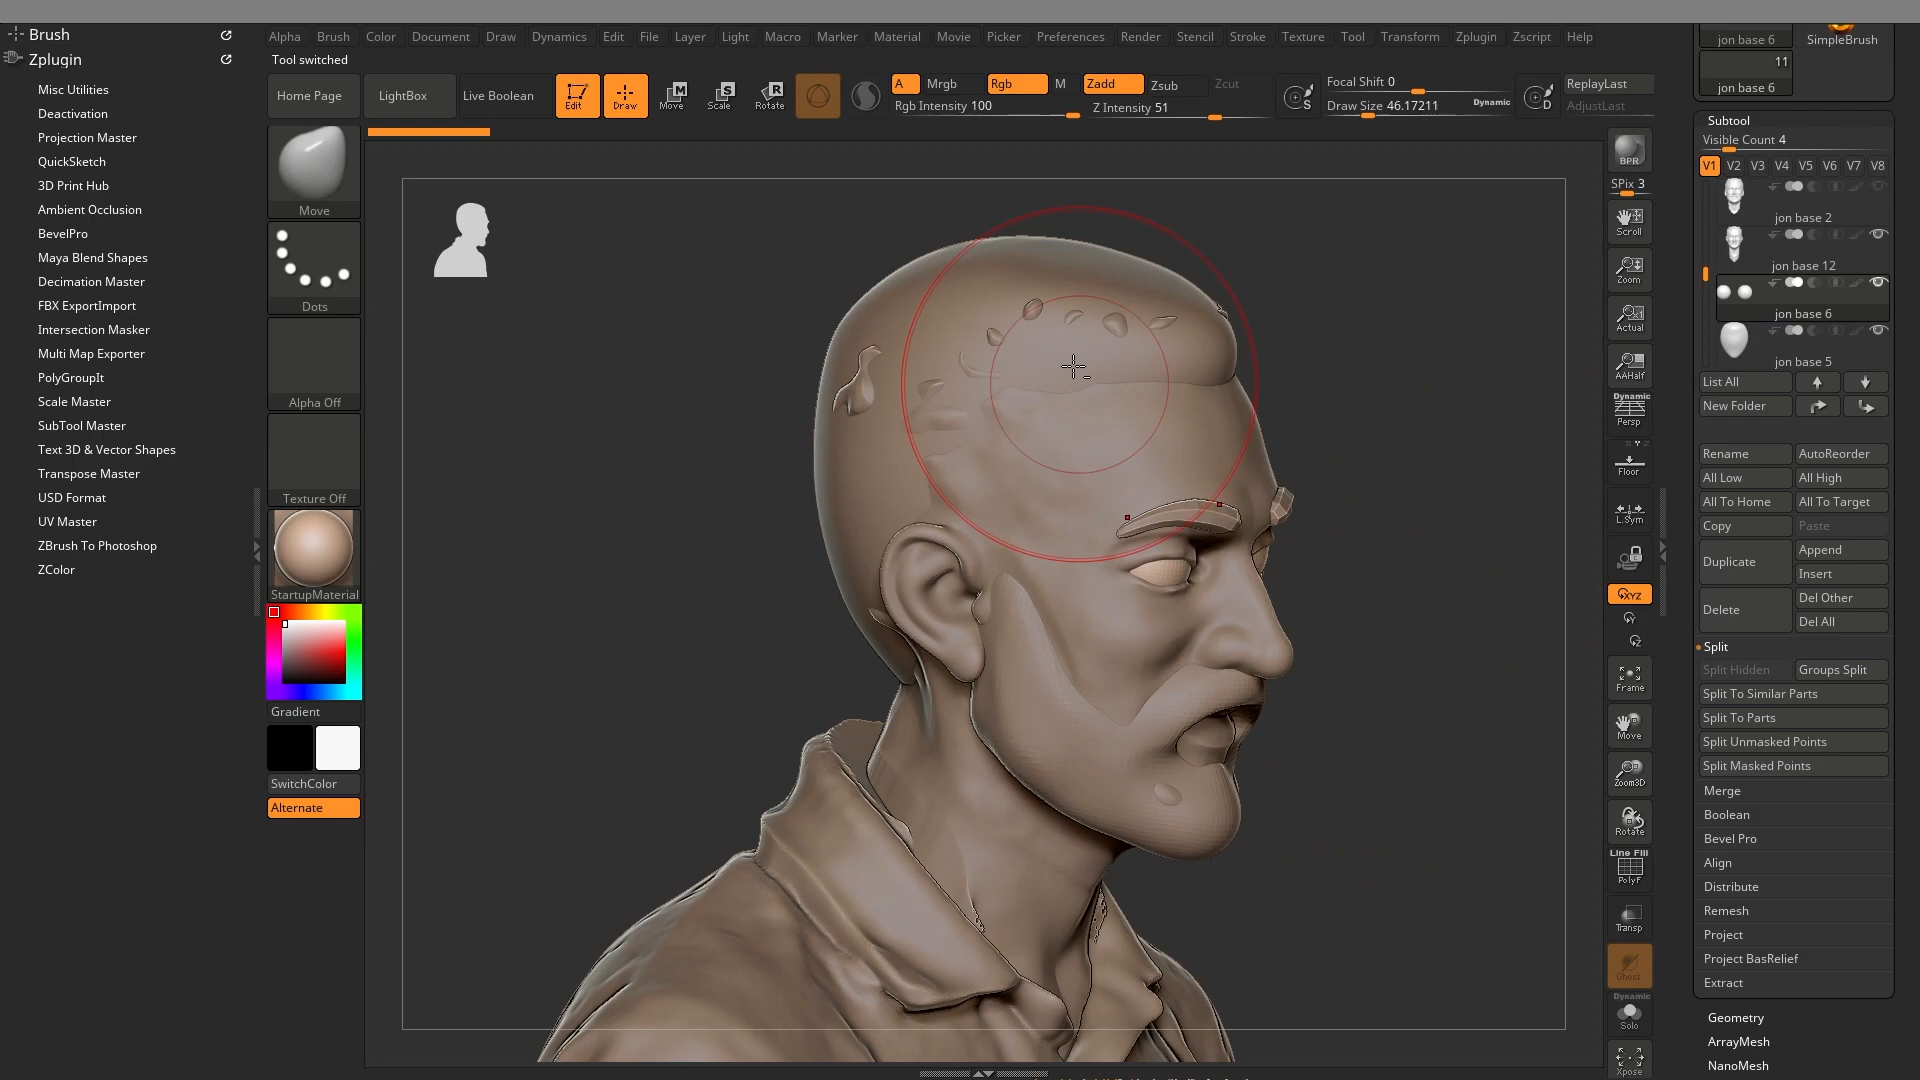 Brush
Zplugin
Misc Utilities
Deactivation
Projection Master
QuickSketch
3D Print Hub
Ambient Occlusion
BevelPro
Maya Blend Shapes
Decimation Master
FBX ExportImport
Intersection Masker
Multi Map Exporter
PolyGroupIt
Scale Master
SubTool Master
Text 3D & Vector Shapes
Transpose Master
USD Format
UV Master
ZBrush To Photoshop
ZColor
Alpha Brush Color Document Draw Dynamics Edit File Layer Light Macro Marker Material Movie Picker Preferences Render Stencil Stroke Texture Tool Transform Zplugin Zscript Help
Tool switched
Home Page LightBox Live Boolean Edit Draw Move Scale Rotate
M S R
A Mrgb Rgb M Zadd Zsub Zcut
Rgb Intensity 100 Z Intensity 51
S
Focal Shift 0
Draw Size 46.17211 Dynamic
D
ReplayLast
AdjustLast
Move
Dots
Alpha Off
Texture Off
StartupMaterial
Gradient
SwitchColor
Alternate
BPR
SPix 3
Scroll
Zoom
Actual
AAHalf
Dynamic
Persp
Floor
L.Sym
XYZ
Y
Z
Frame
Move
Zoom3D
Rotate
Line Fill
PolyF
Transp
Ghost
Dynamic
Solo
Xpose
jon base 6 SimpleBrush
11
jon base 6
Subtool
Visible Count 4
V1 V2 V3 V4 V5 V6 V7 V8
jon base 2
jon base 12
jon base 6
jon base 5
List All
New Folder
Rename AutoReorder
All Low All High
All To Home All To Target
Copy Paste
Duplicate Append
Insert
Delete Del Other
Del All
Split
Split Hidden Groups Split
Split To Similar Parts
Split To Parts
Split Unmasked Points
Split Masked Points
Merge
Boolean
Bevel Pro
Align
Distribute
Remesh
Project
Project BasRelief
Extract
Geometry
ArrayMesh
NanoMesh